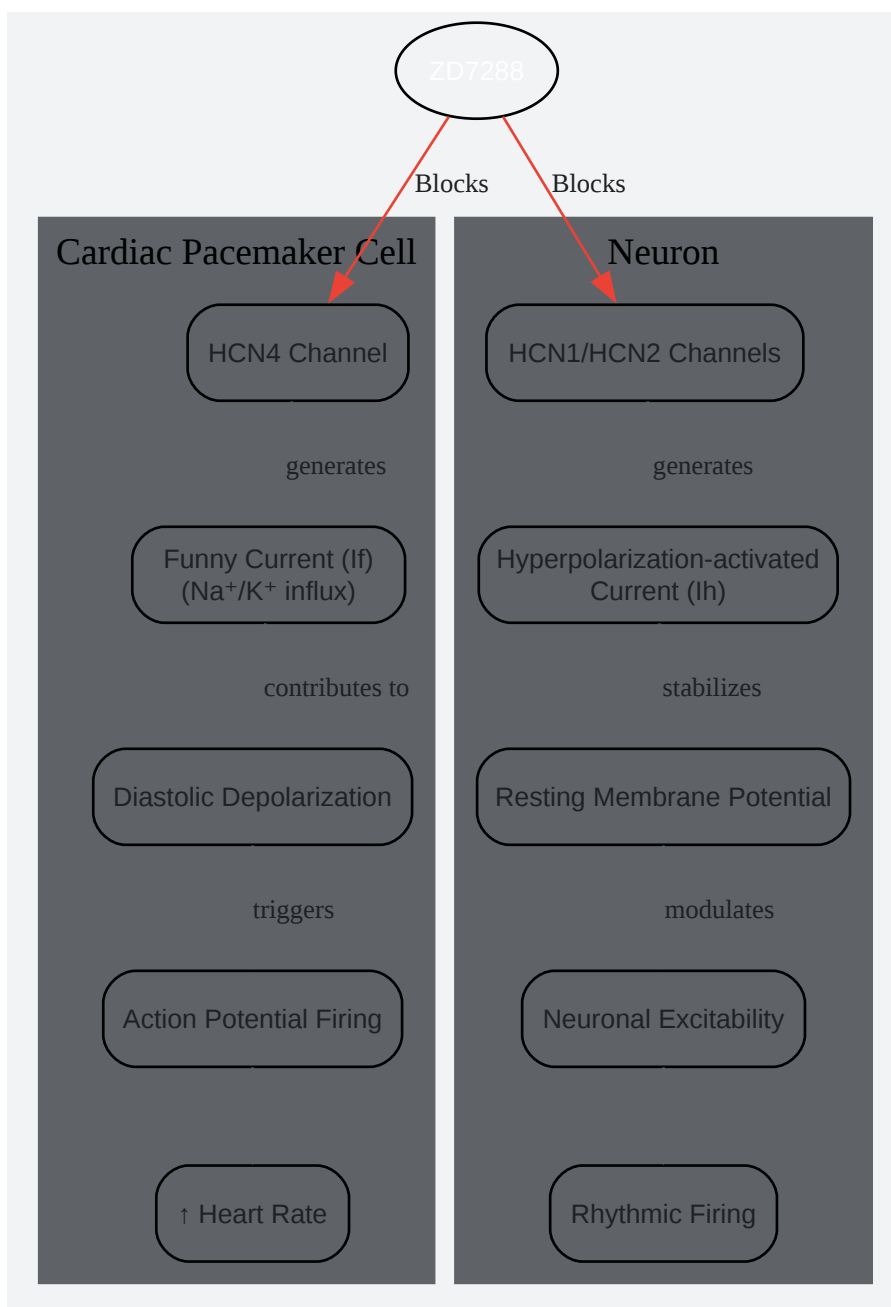 ZD7288
Blocks
Blocks
Cardiac Pacemaker Cell
HCN4 Channel
generates
Funny Current (If)
(Na⁺/K⁺ influx)
contributes to
Diastolic Depolarization
triggers
Action Potential Firing
↑ Heart Rate
Neuron
HCN1/HCN2 Channels
generates
Hyperpolarization-activated
Current (Ih)
stabilizes
Resting Membrane Potential
modulates
Neuronal Excitability
Rhythmic Firing